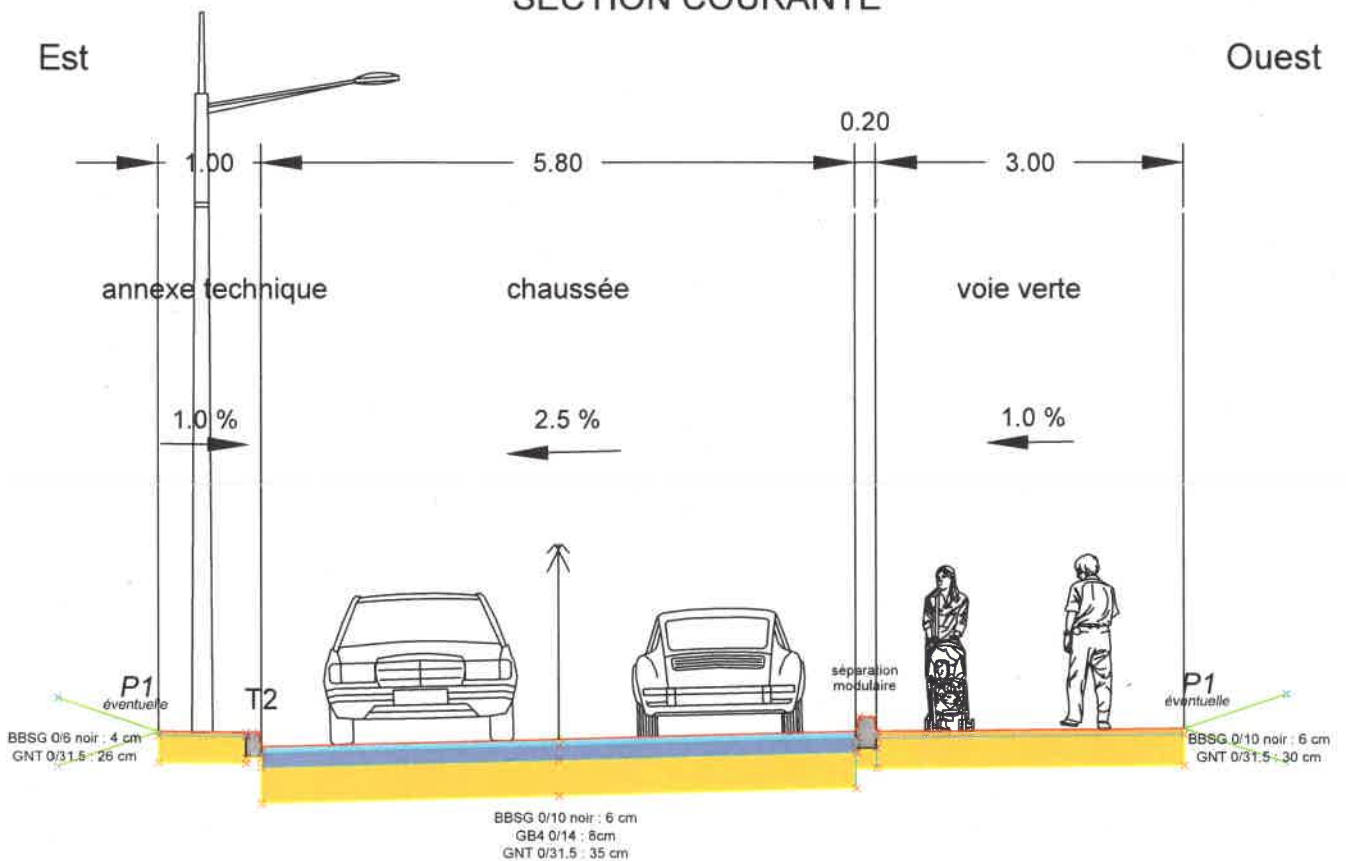 SECTION COURANTE
Est
Ouest
0.20
1.00
5.80
3.00
annexe technique
chaussée
voie verte
1.0 %
2.5 %
1.0 %
P1
éventuelle
T2
séparation
modulaire
P1
éventuelle
BBSG 0/6 noir : 4 cm
GNT 0/31.5 : 26 cm
BBSG 0/10 noir : 6 cm
GNT 0/31.5 : 30 cm
BBSG 0/10 noir : 6 cm
GB4 0/14 : 8cm
GNT 0/31.5 : 35 cm